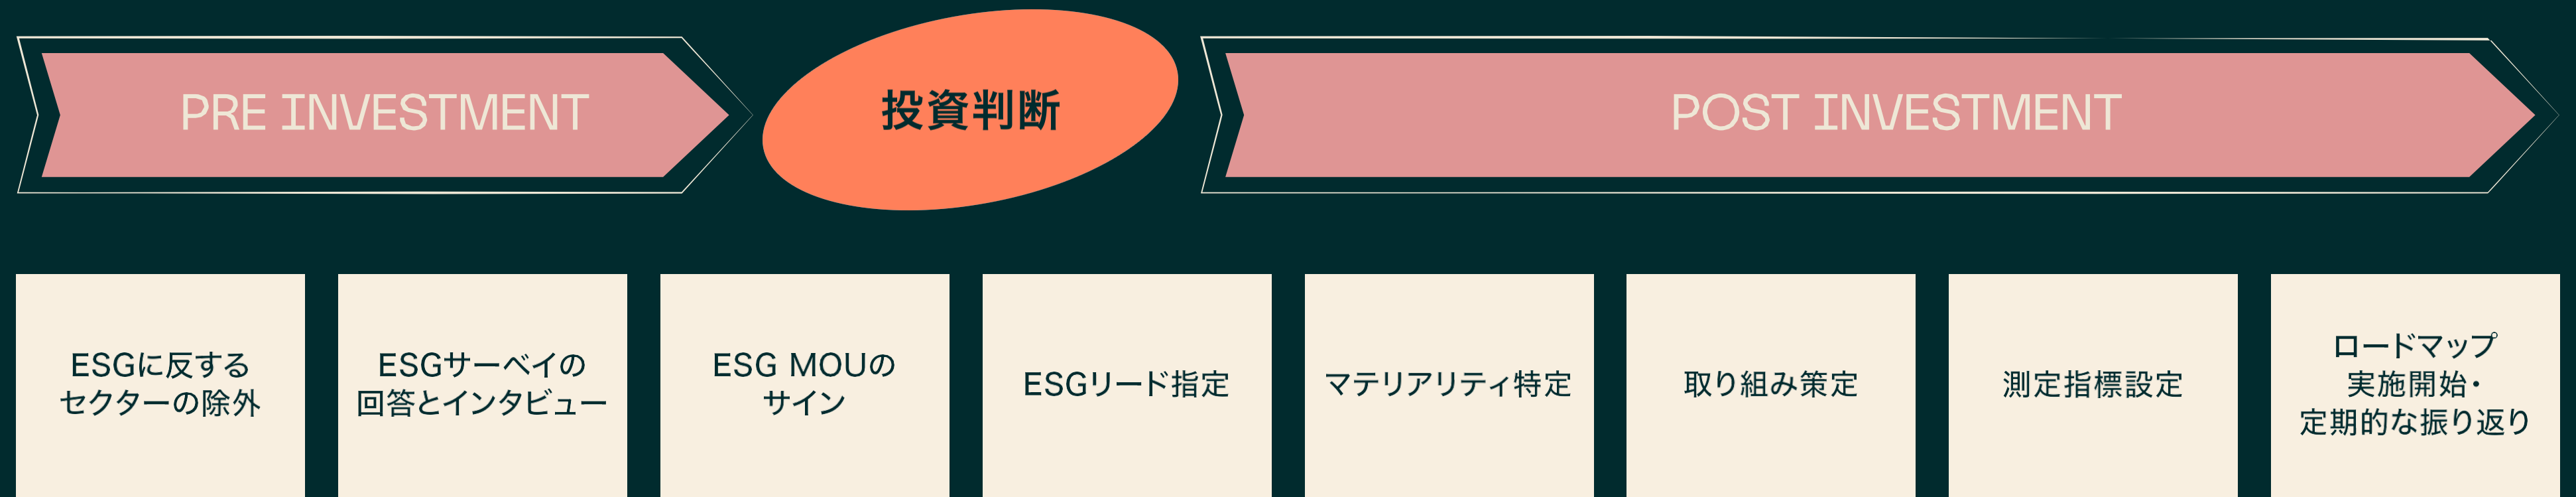 PRE INVESTMENT
投資判断
POST INVESTMENT
ESGに反する
セクターの除外
ESGサーベイの
回答とインタビュー
ESG MOUの
サイン
ESGリード指定
マテリアリティ特定
取り組み策定
測定指標設定
ロードマップ
実施開始・
定期的な振り返り